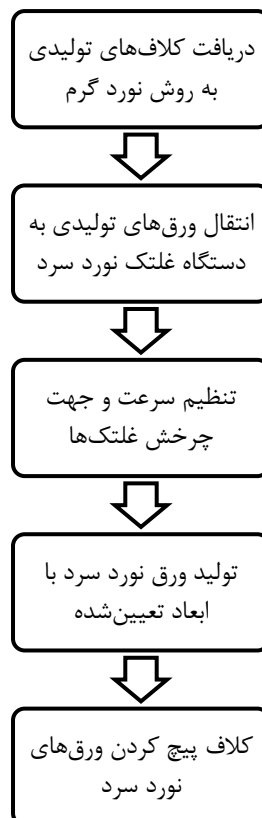 دریافت کلاف‌های تولیدی
به روش نورد گرم
انتقال ورق‌های تولیدی به
دستگاه غلتک نورد سرد
تنظیم سرعت و جهت
چرخش غلتک‌ها
تولید ورق نورد سرد با
ابعاد تعیین‌شده
کلاف پیچ کردن ورق‌های
نورد سرد